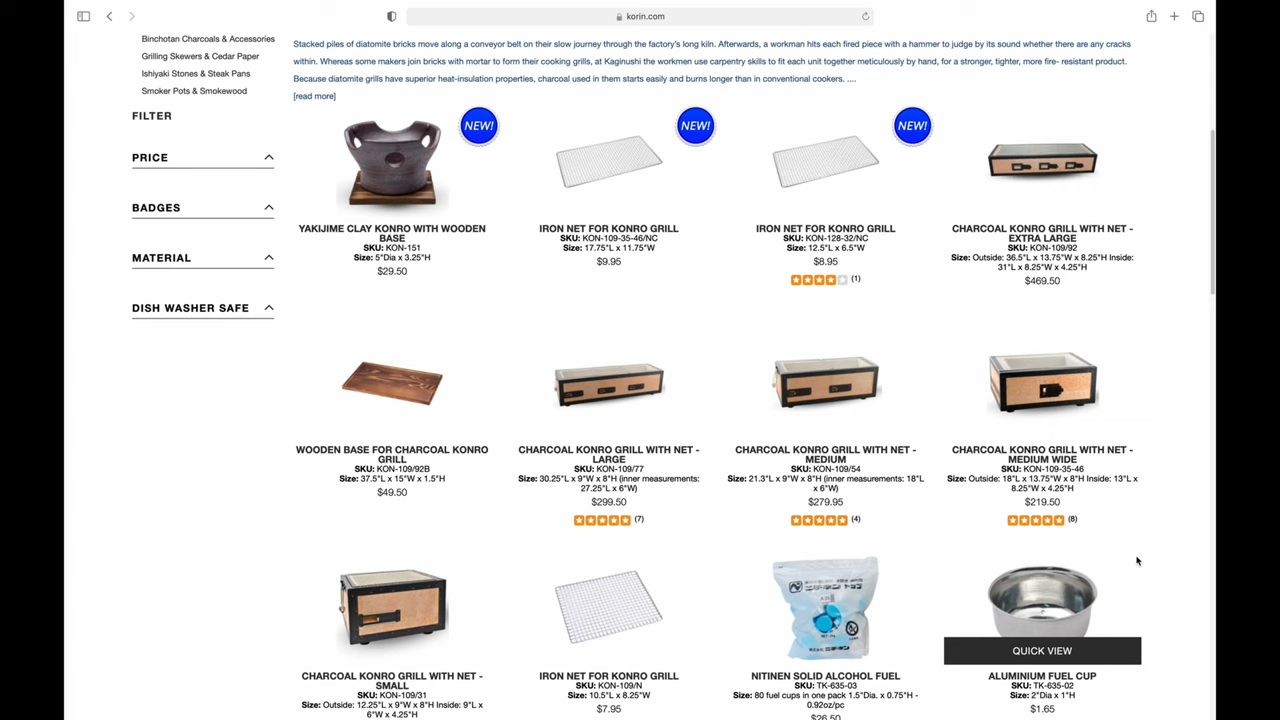 korin.com
Binchotan Charcoals & Accessories
Grilling Skewers & Cedar Paper
Ishiyaki Stones & Steak Pans
Smoker Pots & Smokewood
FILTER
PRICE
BADGES
MATERIAL
DISH WASHER SAFE
Stacked piles of diatomite bricks move along a conveyor belt on their slow journey through the factory's long kiln. Afterwards, a workman hits each fired piece with a hammer to judge by its sound whether there are any cracks
within. Whereas some makers join bricks with mortar to form their cooking grills, at Kaginushi the workmen use carpentry skills to fit each unit together meticulously by hand, for a stronger, tighter, more fire- resistant product.
Because diatomite grills have superior heat-insulation properties, charcoal used in them starts easily and burns longer than in conventional cookers. ....
[read more]
NEW!
YAKIJIME CLAY KONRO WITH WOODEN
BASE
SKU: KON-151
Size: 5"Dia x 3.25"H
$29.50
NEW!
IRON NET FOR KONRO GRILL
SKU: KON-109-35-46/NC
Size: 17.75"L x 11.75"W
$9.95
NEW!
IRON NET FOR KONRO GRILL
SKU: KON-128-32/NC
Size: 12.5"L x 6.5"W
$8.95
(1)
CHARCOAL KONRO GRILL WITH NET -
EXTRA LARGE
SKU: KON-109/92
Size: Outside: 36.5"L x 13.75"W x 8.25"H Inside:
31"L x 8.25"W x 4.25"H
$469.50
WOODEN BASE FOR CHARCOAL KONRO
GRILL
SKU: KON-109/92B
Size: 37.5"L x 15"W x 1.5"H
$49.50
CHARCOAL KONRO GRILL WITH NET -
LARGE
SKU: KON-109/77
Size: 30.25"L x 9"W x 8"H (inner measurements:
27.25"L x 6"W)
$299.50
(7)
CHARCOAL KONRO GRILL WITH NET -
MEDIUM
SKU: KON-109/54
Size: 21.3"L x 9"W x 8"H (inner measurements: 18"L
x 6"W)
$279.95
(4)
CHARCOAL KONRO GRILL WITH NET -
MEDIUM WIDE
SKU: KON-109-35-46
Size: Outside: 18"L x 13.75"W x 8"H Inside: 13"L x
8.25"W x 4.25"H
$219.50
(8)
CHARCOAL KONRO GRILL WITH NET -
SMALL
SKU: KON-109/31
Size: Outside: 12.25"L x 9"W x 8"H Inside: 9"L x
6"W x 4.25"H
IRON NET FOR KONRO GRILL
SKU: KON-109/N
Size: 10.5"L x 8.25"W
$7.95
NITINEN SOLID ALCOHOL FUEL
SKU: TK-635-03
Size: 80 fuel cups in one pack 1.5"Dia. x 0.75"H -
0.92oz/pc
$26.50
QUICK VIEW
ALUMINIUM FUEL CUP
SKU: TK-635-02
Size: 2"Dia x 1"H
$1.65